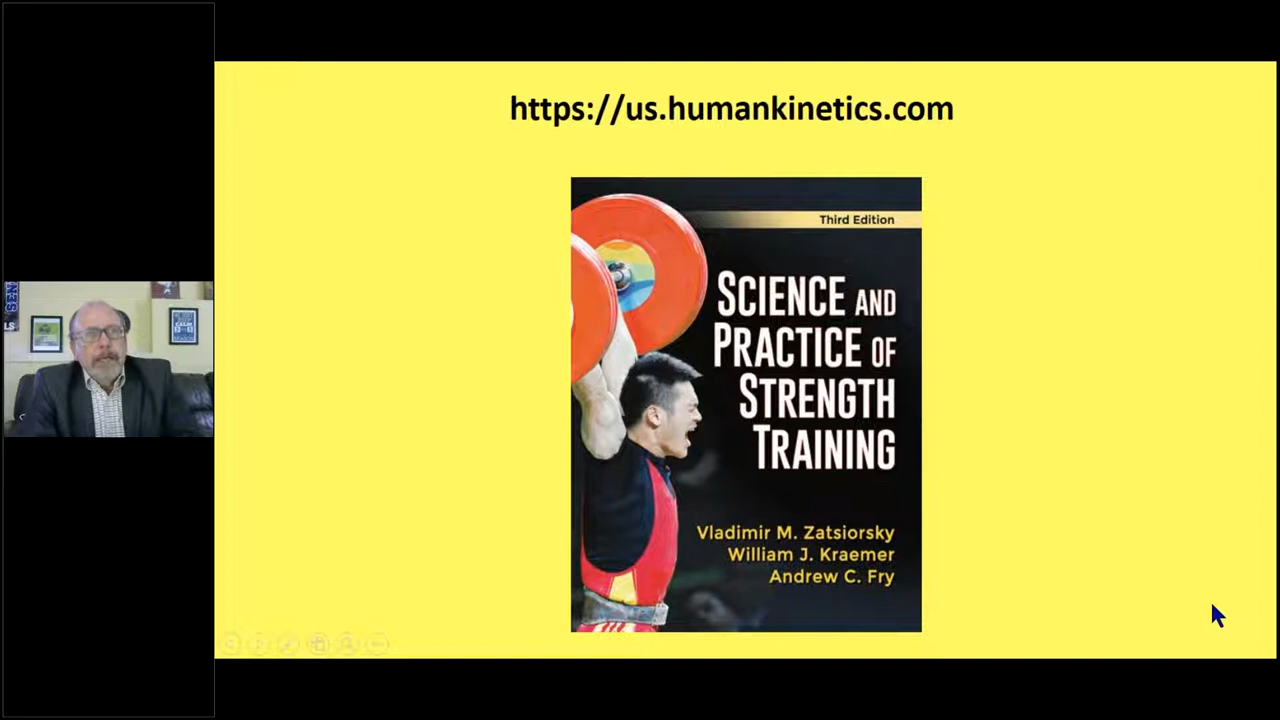 https://us.humankinetics.com
Third Edition
SCIENCE AND
PRACTICE OF
STRENGTH
TRAINING
Vladimir M. Zatsiorsky
William J. Kraemer
Andrew C. Fry